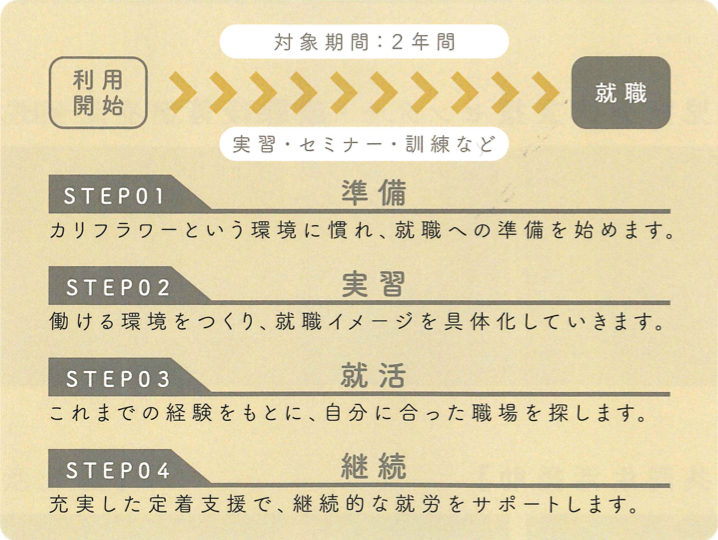 対象期間：2年間
利用
開始
就職
実習・セミナー・訓練など
STEP01 準備
カリフラワーという環境に慣れ、就職への準備を始めます。
STEP02 実習
働ける環境をつくり、就職イメージを具体化していきます。
STEP03 就活
これまでの経験をもとに、自分に合った職場を探します。
STEP04 継続
充実した定着支援で、継続的な就労をサポートします。